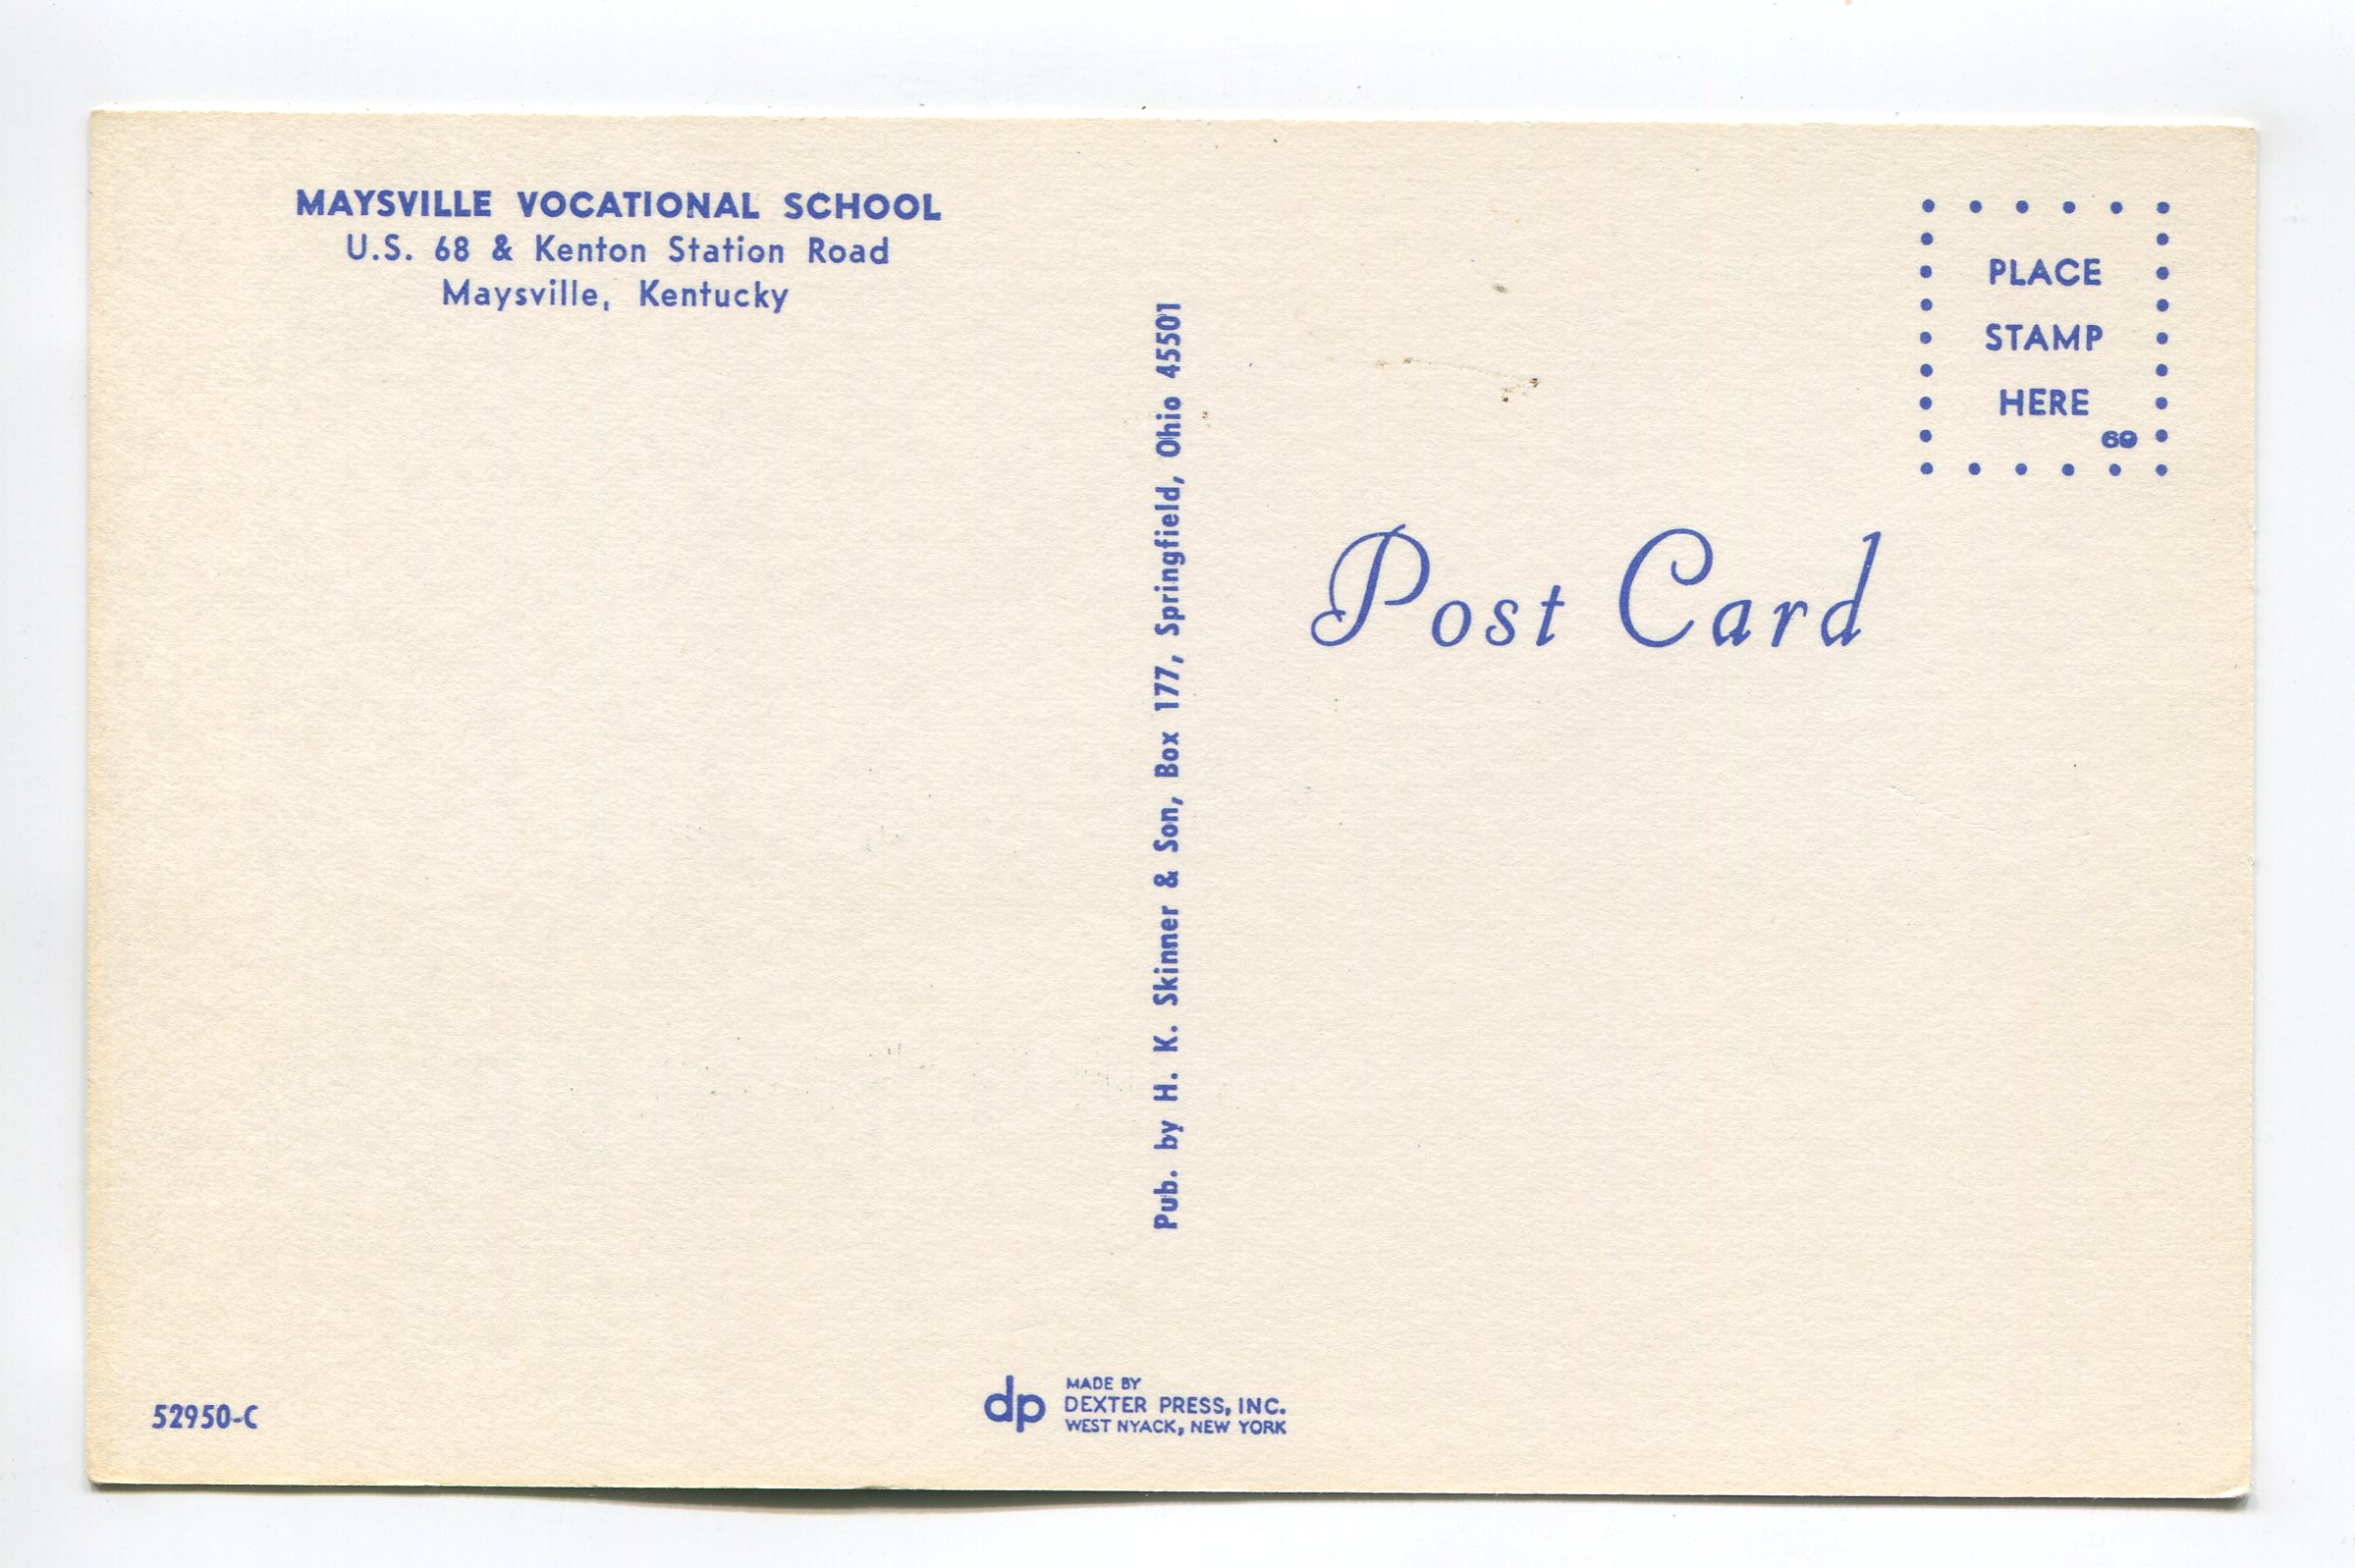 MAYSVILLE VOCATIONAL SCHOOL
U.S. 68 & Kenton Station Road
Maysville, Kentucky
Pub. by H. K. Skinner & Son, Box 177, Springfield, Ohio 45501
PLACE
STAMP
HERE
69
Post Card
52950-C
dp
MADE BY
DEXTER PRESS, INC.
WEST NYACK, NEW YORK